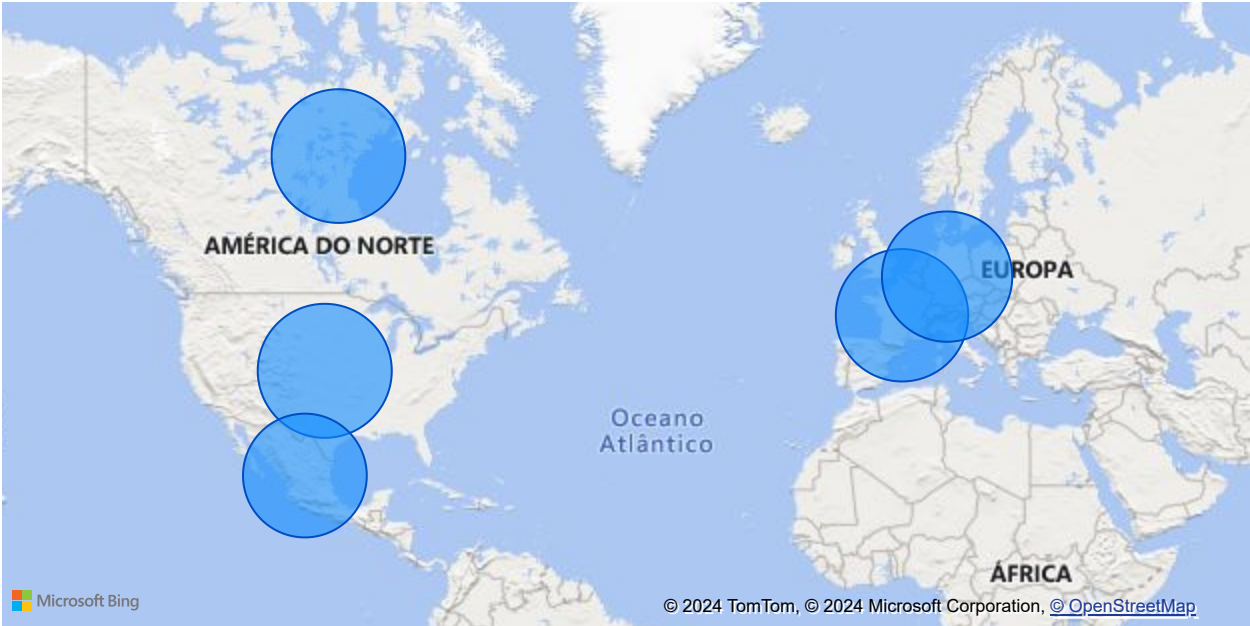 AMÉRICA DO NORTE
EUROPA
Oceano
Atlântico
ÁFRICA
Microsoft Bing
© 2024 TomTom, © 2024 Microsoft Corporation, © OpenStreetMap